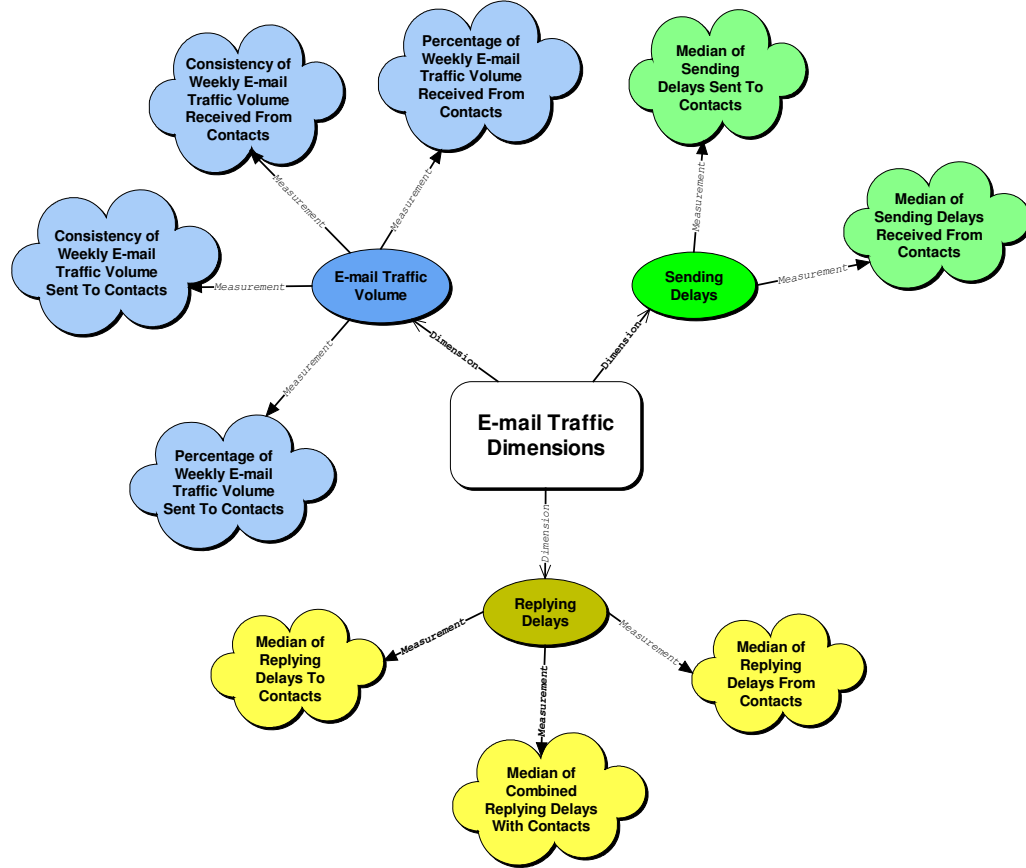 Percentage of
Weekly E-mail
Traffic Volume
Received From
Contacts
Consistency of
Weekly E-mail
Traffic Volume
Received From
Contacts
Median of
Sending
Delays Sent To
Contacts
Measurement
Measurement
Measurement
Median of
Sending Delays
Received From
Contacts
Consistency of
Weekly E-mail
Traffic Volume
Sent To Contacts
Measurement
E-mail Traffic
Volume
Sending
Delays
Measurement
Measurement
Dimension
Dimension
E-mail Traffic
Dimensions
Percentage of
Weekly E-mail
Traffic Volume
Sent To Contacts
Dimension
Replying
Delays
Measurement
Measurement
Measurement
Median of
Replying
Delays To
Contacts
Median of
Replying
Delays From
Contacts
Median of
Combined
Replying Delays
With Contacts